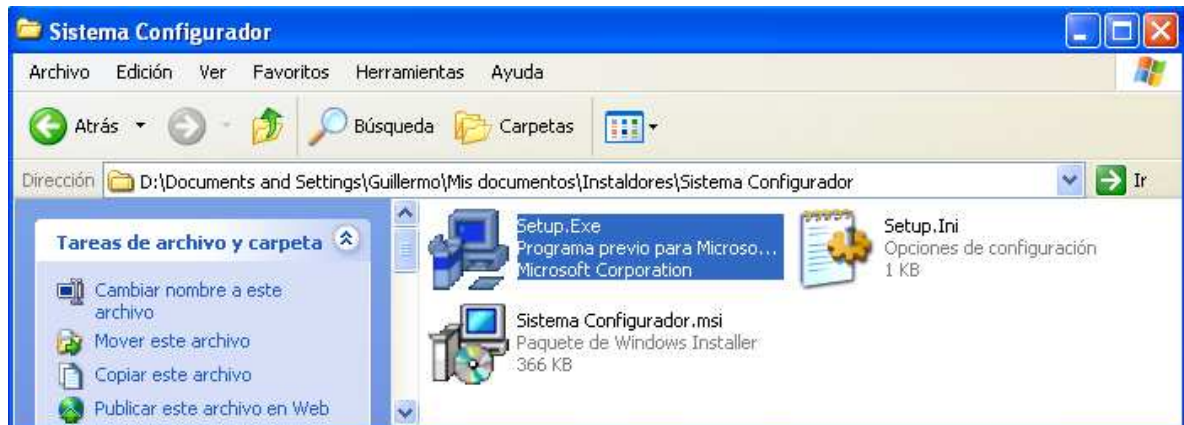 Sistema Configurador
Archivo Edición Ver Favoritos Herramientas Ayuda
Atrás Búsqueda Carpetas
Dirección D:\Documents and Settings\Guillermo\Mis documentos\Instaldores\Sistema Configurador Ir
Tareas de archivo y carpeta
Cambiar nombre a este
archivo
Mover este archivo
Copiar este archivo
Publicar este archivo en Web
Setup.Exe
Programa previo para Microso...
Microsoft Corporation
Setup.Ini
Opciones de configuración
1 KB
Sistema Configurador.msi
Paquete de Windows Installer
366 KB